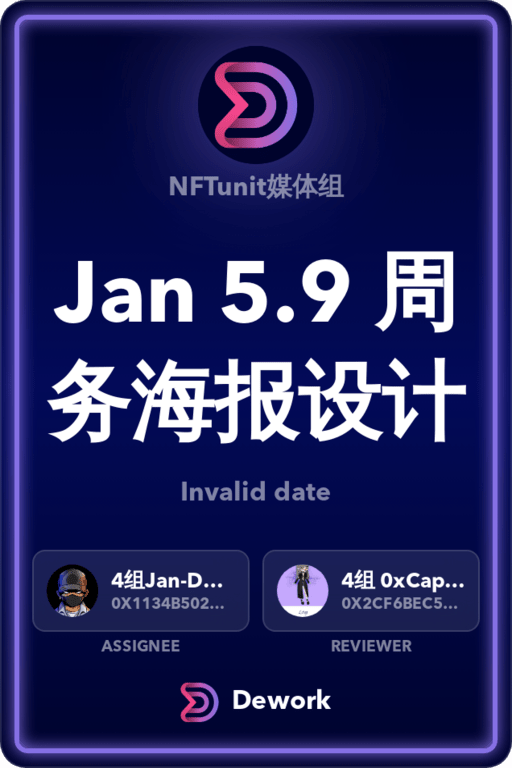 NFTunit媒体组
Jan 5.9 周
务海报设计
Invalid date
4组Jan-D...
0X1134B502...
4组 0xCap...
0X2CF6BEC5...
ASSIGNEE
REVIEWER
Dework